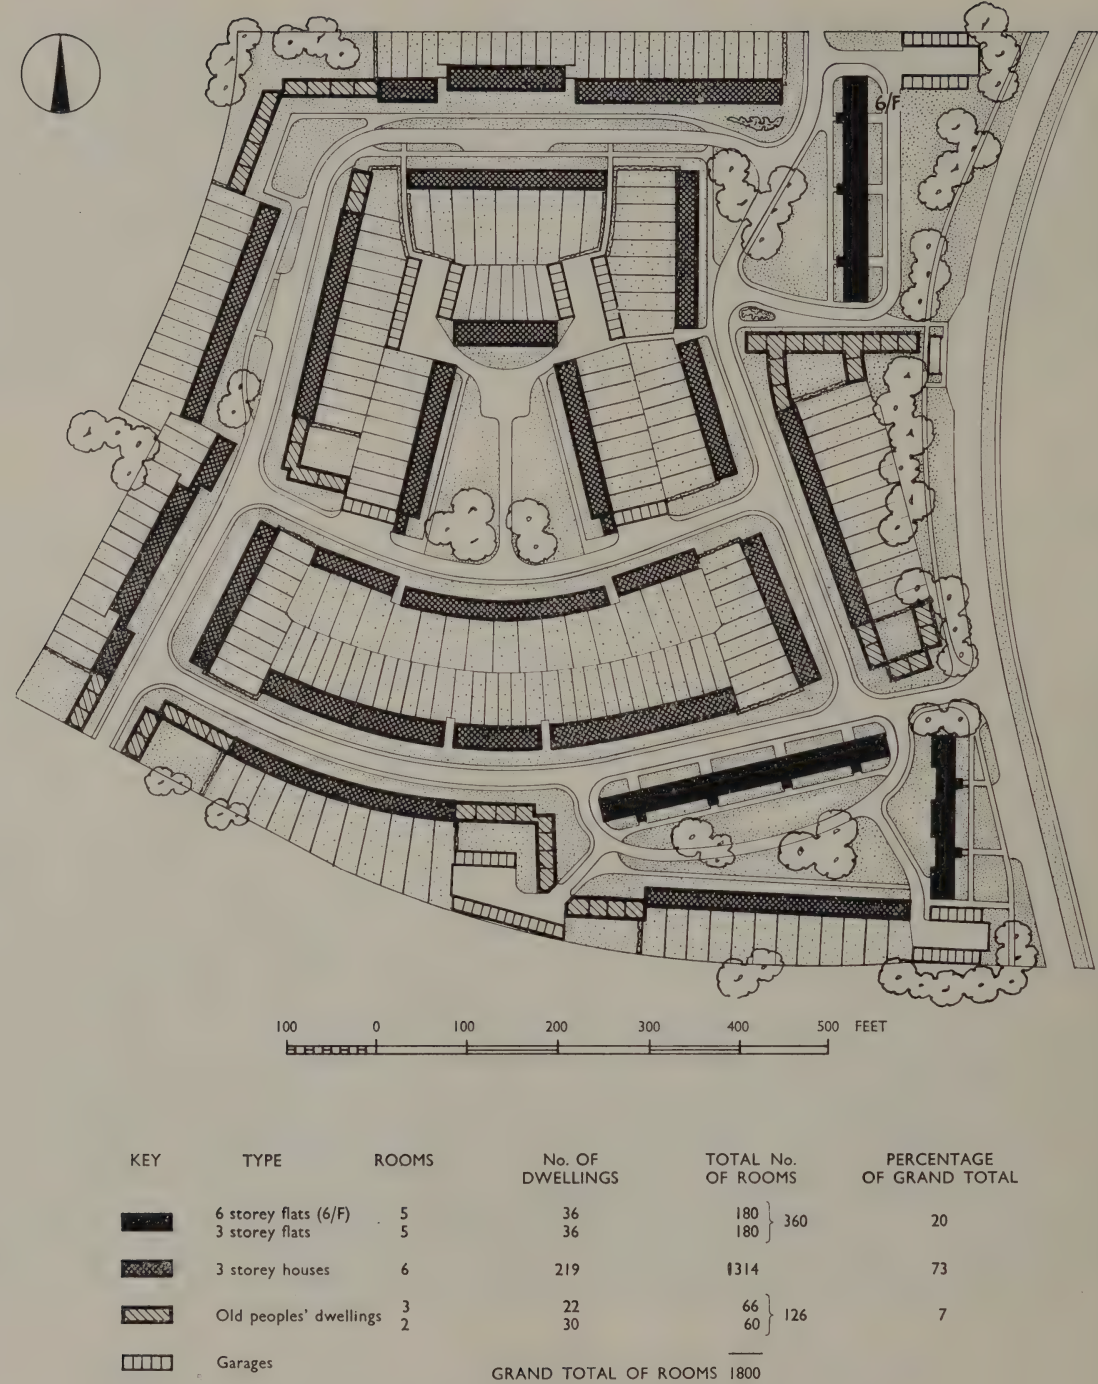 6/F
100 0 100 200 300 400 500 FEET
KEY TYPE ROOMS No. OF DWELLINGS TOTAL No. OF ROOMS PERCENTAGE OF GRAND TOTAL
6 storey flats (6/F) 5 36 180
3 storey flats 5 36 180 } 360 20
3 storey houses 6 219 1314 73
Old peoples' dwellings 3 22 66
2 30 60 } 126 7
Garages
GRAND TOTAL OF ROOMS 1800